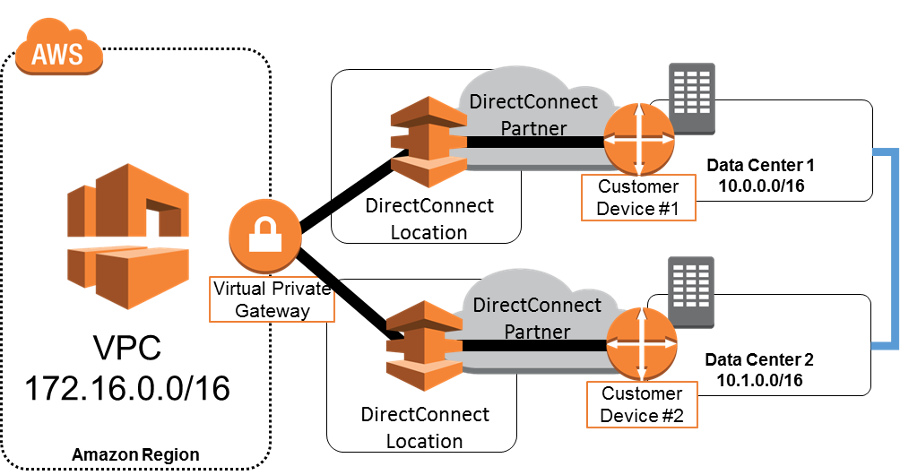 AWS
VPC
172.16.0.0/16
Amazon Region
Virtual Private
Gateway
DirectConnect
Partner
DirectConnect
Location
Customer
Device #1
Data Center 1
10.0.0.0/16
DirectConnect
Partner
DirectConnect
Location
Customer
Device #2
Data Center 2
10.1.0.0/16